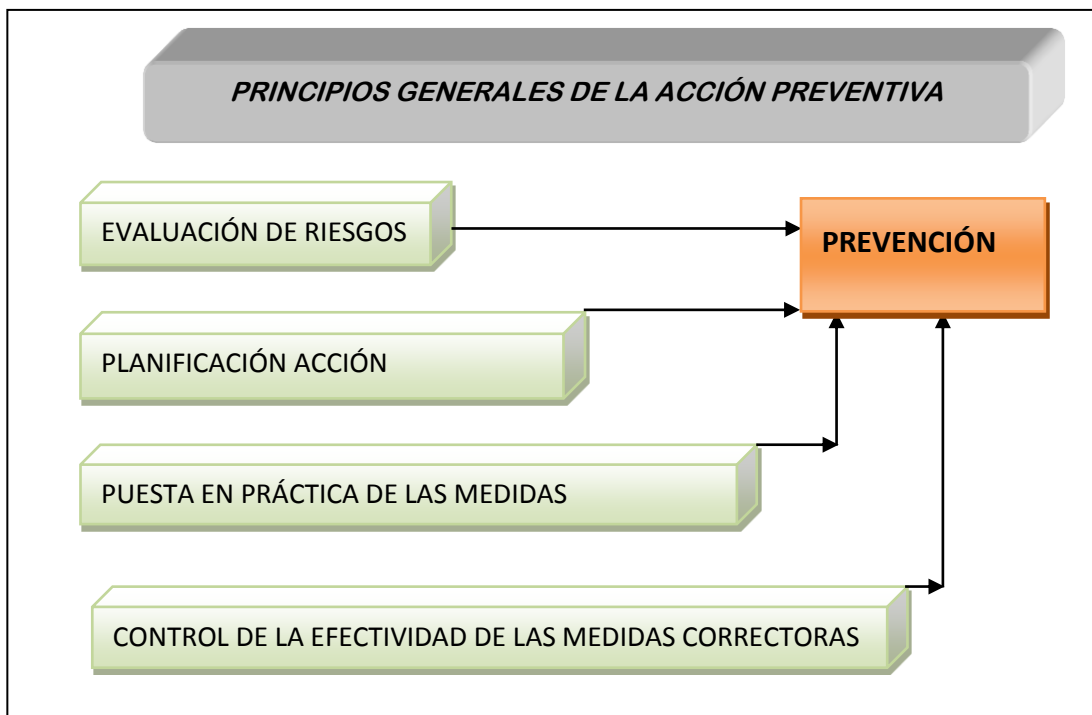 PRINCIPIOS GENERALES DE LA ACCIÓN PREVENTIVA
EVALUACIÓN DE RIESGOS
PREVENCIÓN
PLANIFICACIÓN ACCIÓN
PUESTA EN PRÁCTICA DE LAS MEDIDAS
CONTROL DE LA EFECTIVIDAD DE LAS MEDIDAS CORRECTORAS